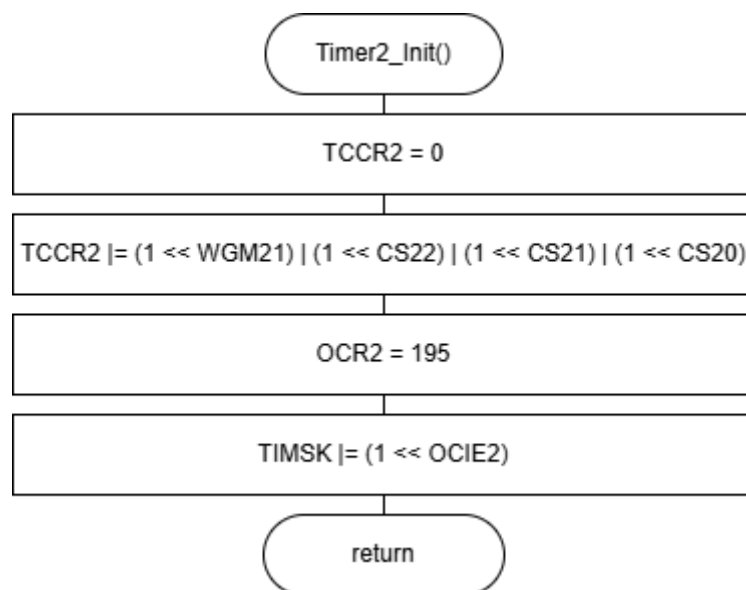 Timer2_Init()
TCCR2 = 0
TCCR2 |= (1 << WGM21) | (1 << CS22) | (1 << CS21) | (1 << CS20)
OCR2 = 195
TIMSK |= (1 << OCIE2)
return